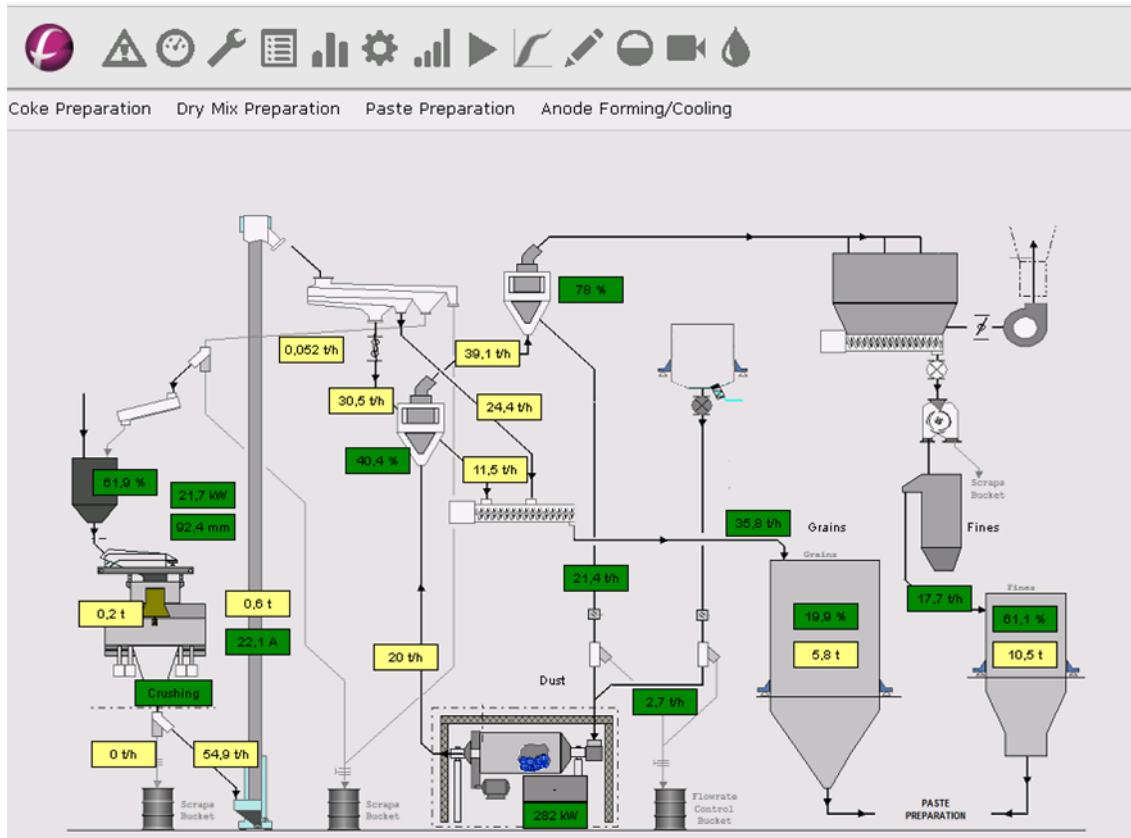 f
Coke Preparation Dry Mix Preparation Paste Preparation Anode Forming/Cooling
78 %
0,052 t/h
39,1 t/h
30,5 t/h
24,4 t/h
40,4 %
11,5 t/h
61,9 %
21,7 kW
92,4 mm
Scraps
Bucket
35,8 t/h
Grains
Fines
Grains
21,4 t/h
Fines
17,7 t/h
0,2 t
0,6 t
22,1 A
19,9 %
61,1 %
20 t/h
5,8 t
10,5 t
Dust
Crushing
2,7 t/h
0 t/h
54,9 t/h
Scraps
Bucket
Scraps
Bucket
282 kW
Flowrate
Control
Bucket
PASTE
PREPARATION